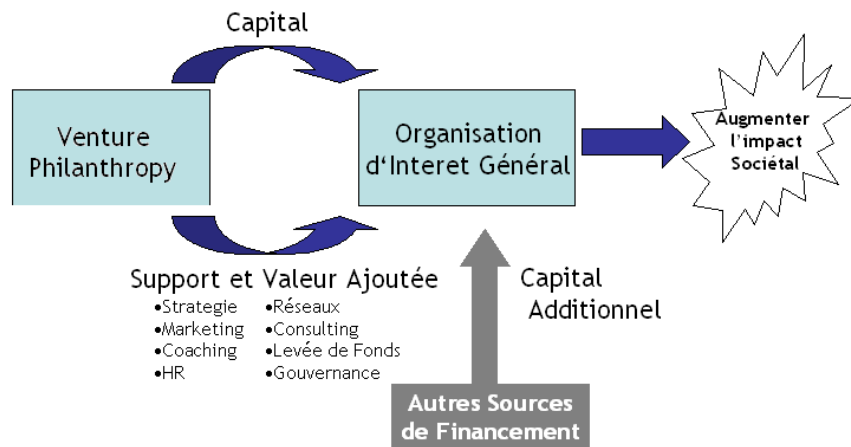 Capital
Venture
Philanthropy
Organisation
d'Interet Général
Augmenter
l'impact
Sociétal
Support et Valeur Ajoutée
•Strategie
•Marketing
•Coaching
•HR
•Réseaux
•Consulting
•Levée de Fonds
•Gouvernance
Capital
Additionnel
Autres Sources
de Financement